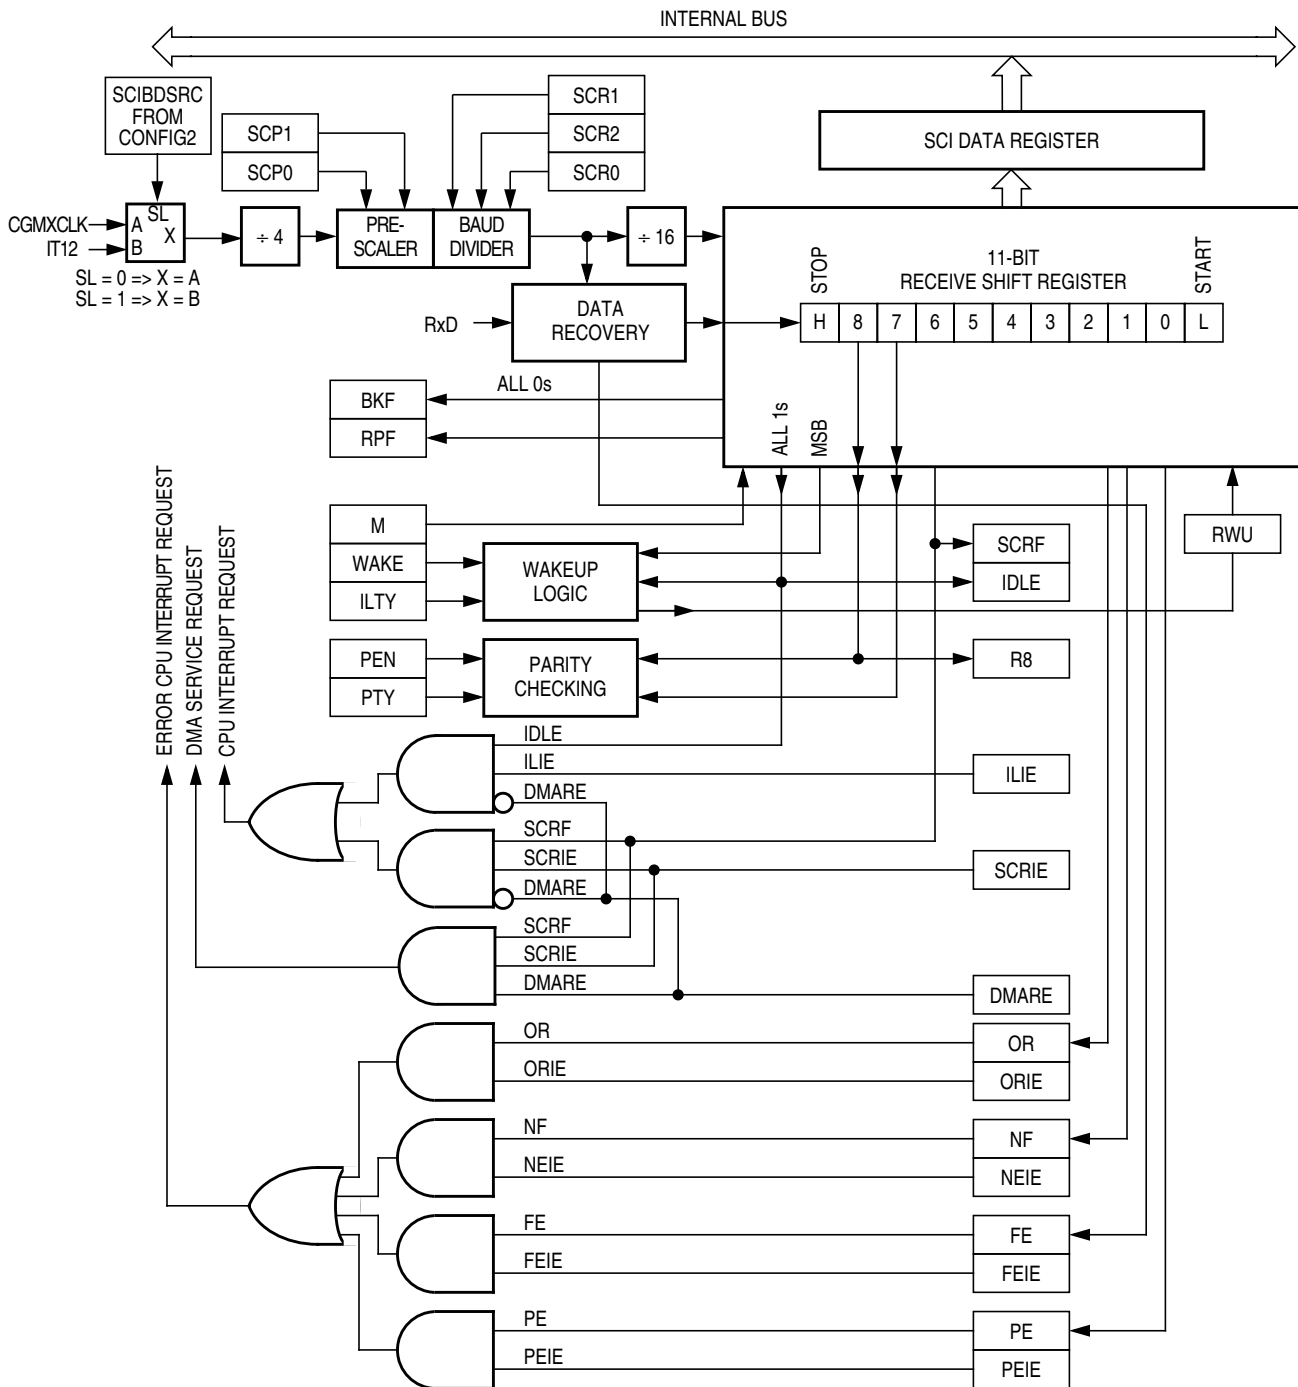 INTERNAL BUS
SCIBDSRC
FROM
CONFIG2
SCP1
SCP0
SCR1
SCR2
SCR0
SCI DATA REGISTER
CGMXCLK
IT12
A
B
SL
X
SL = 0 => X = A
SL = 1 => X = B
÷ 4
PRE-
SCALER
BAUD
DIVIDER
÷ 16
DATA
RECOVERY
RxD
11-BIT
RECEIVE SHIFT REGISTER
STOP
START
H 8 7 6 5 4 3 2 1 0 L
ALL 0s
BKF
RPF
ALL 1s
MSB
M
WAKE
ILTY
WAKEUP
LOGIC
SCRF
IDLE
RWU
PEN
PTY
PARITY
CHECKING
R8
ERROR CPU INTERRUPT REQUEST
DMA SERVICE REQUEST
CPU INTERRUPT REQUEST
IDLE
ILIE
DMARE
ILIE
SCRF
SCRIE
DMARE
SCRIE
SCRF
SCRIE
DMARE
DMARE
OR
ORIE
OR
ORIE
NF
NEIE
NF
NEIE
FE
FEIE
FE
FEIE
PE
PEIE
PE
PEIE